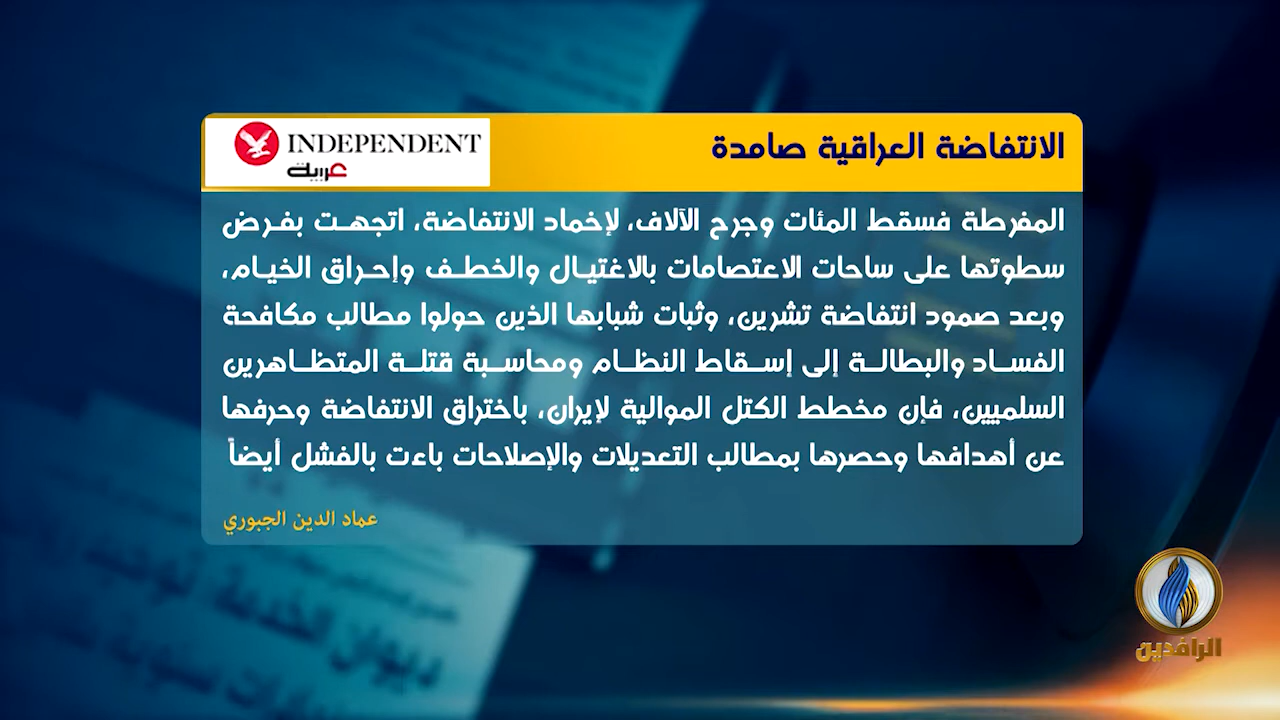 الانتفاضة العراقية صامدة
INDEPENDENT
عربية
المفرطة فسقط المئات وجرح الآلاف، لإخماد الانتفاضة، اتجهت بفرض
سطوتها على ساحات الاعتصامات بالاغتيال والخطف وإحراق الخيام،
وبعد صمود انتفاضة تشرين، وثبات شبابها الذين حولوا مطالب مكافحة
الفساد والبطالة إلى إسقاط النظام ومحاسبة قتلة المتظاهرين
السلميين، فإن مخطط الكتل الموالية لإيران، باختراق الانتفاضة وحرفها
عن أهدافها وحصرها بمطالب التعديلات والإصلاحات باءت بالفشل أيضاً
عماد الدين الجبوري
ديوان الخدمة: توحيد
الرافدين